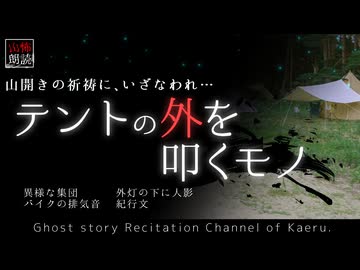 山怖
朗読
山開きの祈祷に、いざなわれ…
テントの外を
叩くモノ
異様な集団 外灯の下に人影
バイクの排気音 紀行文
Ghost story Recitation Channel of Kaeru.